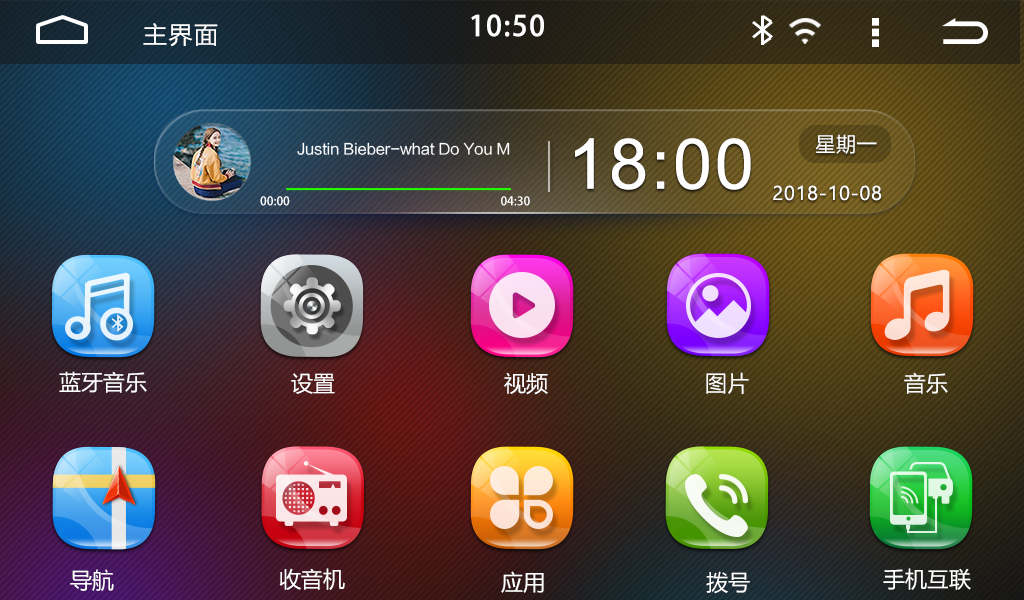 主界面
10:50
Justin Bieber-what Do You M
00:00
04:30
18:00
星期一
2018-10-08
蓝牙音乐
设置
视频
图片
音乐
导航
收音机
应用
拨号
手机互联